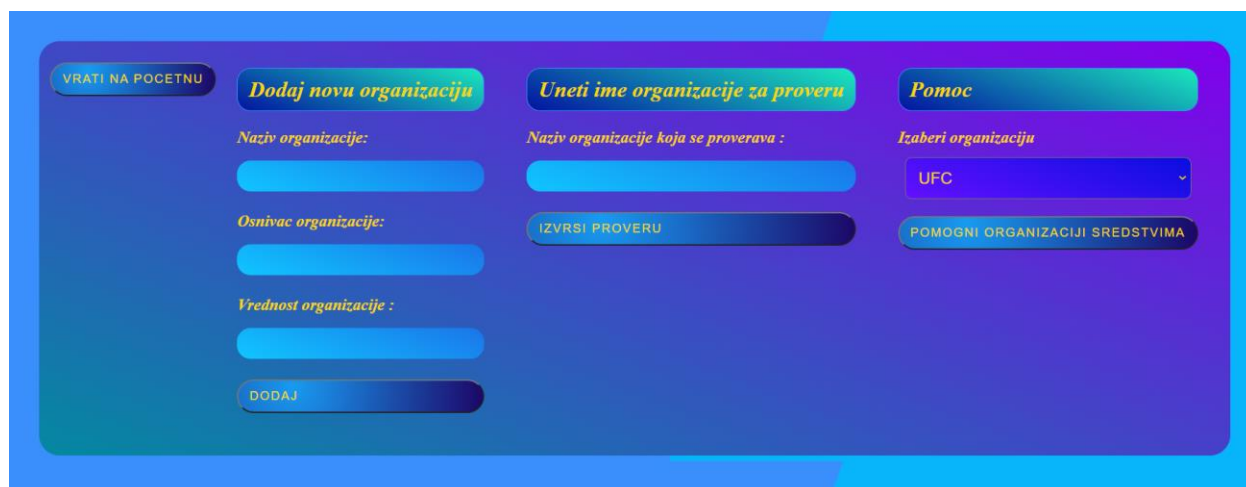 VRATI NA POCETNU
Dodaj novu organizaciju
Naziv organizacije:
Osnivac organizacije:
Vrednost organizacije :
DODAJ
Uneti ime organizacije za proveru
Naziv organizacije koja se proverava :
IZVRSI PROVERU
Pomoc
Izaberi organizaciju
UFC
POMOGNI ORGANIZACIJI SREDSTVIMA